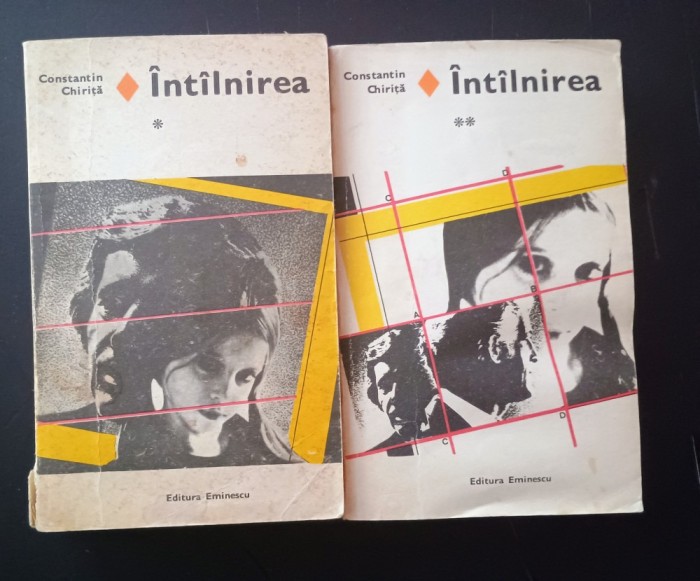 Constantin
Chiriță
Întîlnirea
*
Editura Eminescu
Constantin
Chiriță
Întîlnirea
**
D
C
B
A
C
D
Editura Eminescu